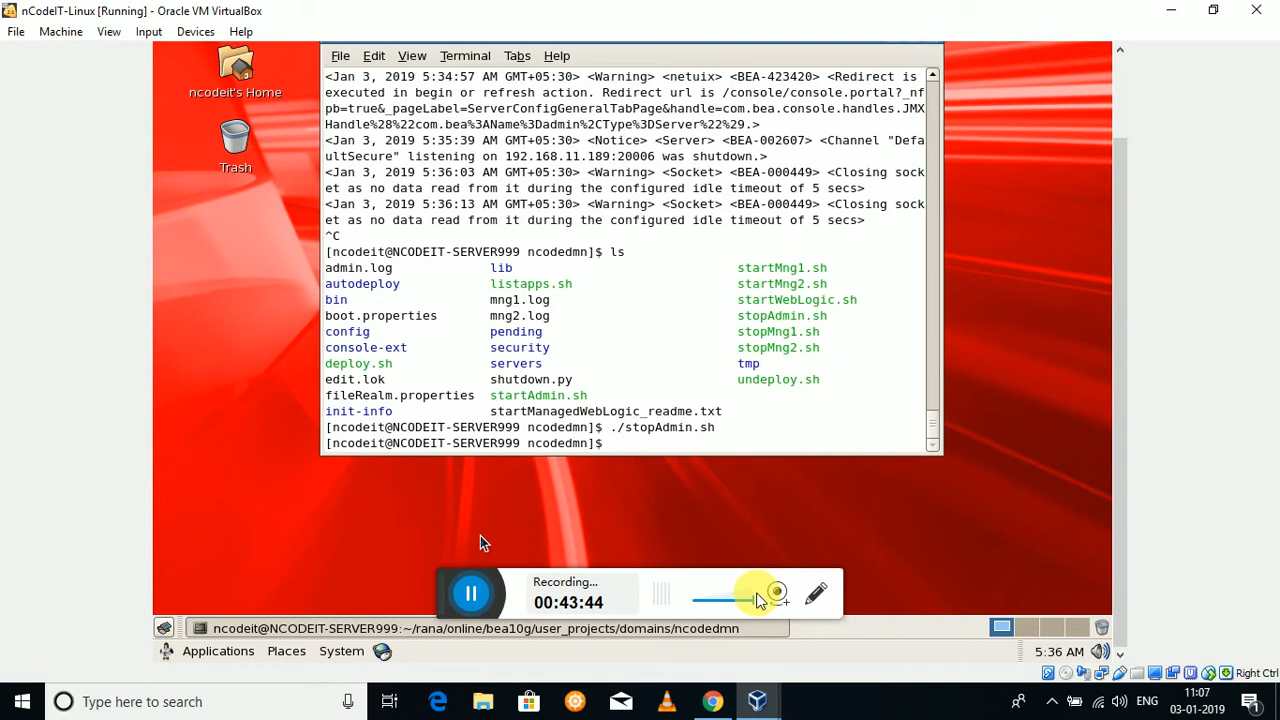 nCodeIT-Linux [Running] - Oracle VM VirtualBox
File Machine View Input Devices Help
ncodeit's Home
Trash
File Edit View Terminal Tabs Help
<Jan 3, 2019 5:34:57 AM GMT+05:30> <Warning> <netuix> <BEA-423420> <Redirect is
executed in begin or refresh action. Redirect url is /console/console.portal?_nf
pb=true&_pageLabel=ServerConfigGeneralTabPage&handle=com.bea.console.handles.JMX
Handle%28%22com.bea%3AName%3Dadmin%2CType%3DServer%22%29.>
<Jan 3, 2019 5:35:39 AM GMT+05:30> <Notice> <Server> <BEA-002607> <Channel "Defa
ultSecure" listening on 192.168.11.189:20006 was shutdown.>
<Jan 3, 2019 5:36:03 AM GMT+05:30> <Warning> <Socket> <BEA-000449> <Closing sock
et as no data read from it during the configured idle timeout of 5 secs>
<Jan 3, 2019 5:36:13 AM GMT+05:30> <Warning> <Socket> <BEA-000449> <Closing sock
et as no data read from it during the configured idle timeout of 5 secs>
^C
[ncodeit@NCODEIT-SERVER999 ncodedmn]$ ls
admin.log lib startMng1.sh
autodeploy listapps.sh startMng2.sh
bin mng1.log startWebLogic.sh
boot.properties mng2.log stopAdmin.sh
config pending stopMng1.sh
console-ext security stopMng2.sh
deploy.sh servers tmp
edit.lok shutdown.py undeploy.sh
fileRealm.properties startAdmin.sh
init-info startManagedWebLogic_readme.txt
[ncodeit@NCODEIT-SERVER999 ncodedmn]$ ./stopAdmin.sh
[ncodeit@NCODEIT-SERVER999 ncodedmn]$
Recording...
00:43:44
ncodeit@NCODEIT-SERVER999:~/rana/online/bea10g/user_projects/domains/ncodedmn
Applications Places System 5:36 AM
Right Ctrl
Type here to search
ENG
11:07
03-01-2019
1